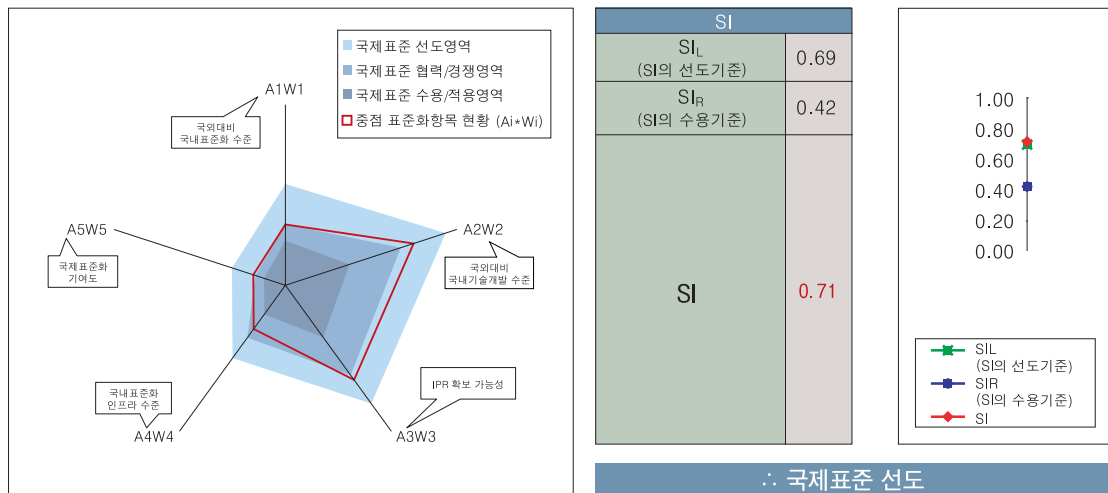 국제표준 선도영역
국제표준 협력/경쟁영역
국제표준 수용/적용영역
중점 표준화항목 현황 (Ai*Wi)
A1W1
국외대비
국내표준화 수준
A2W2
국외대비
국내기술개발 수준
IPR 확보 가능성
A3W3
국내표준화
인프라 수준
A4W4
A5W5
국제표준화
기여도
SI
SIL
(SI의 선도기준)
0.69
SIR
(SI의 수용기준)
0.42
SI
0.71
1.00
0.80
0.60
0.40
0.20
0.00
SIL
(SI의 선도기준)
SIR
(SI의 수용기준)
SI
∴ 국제표준 선도